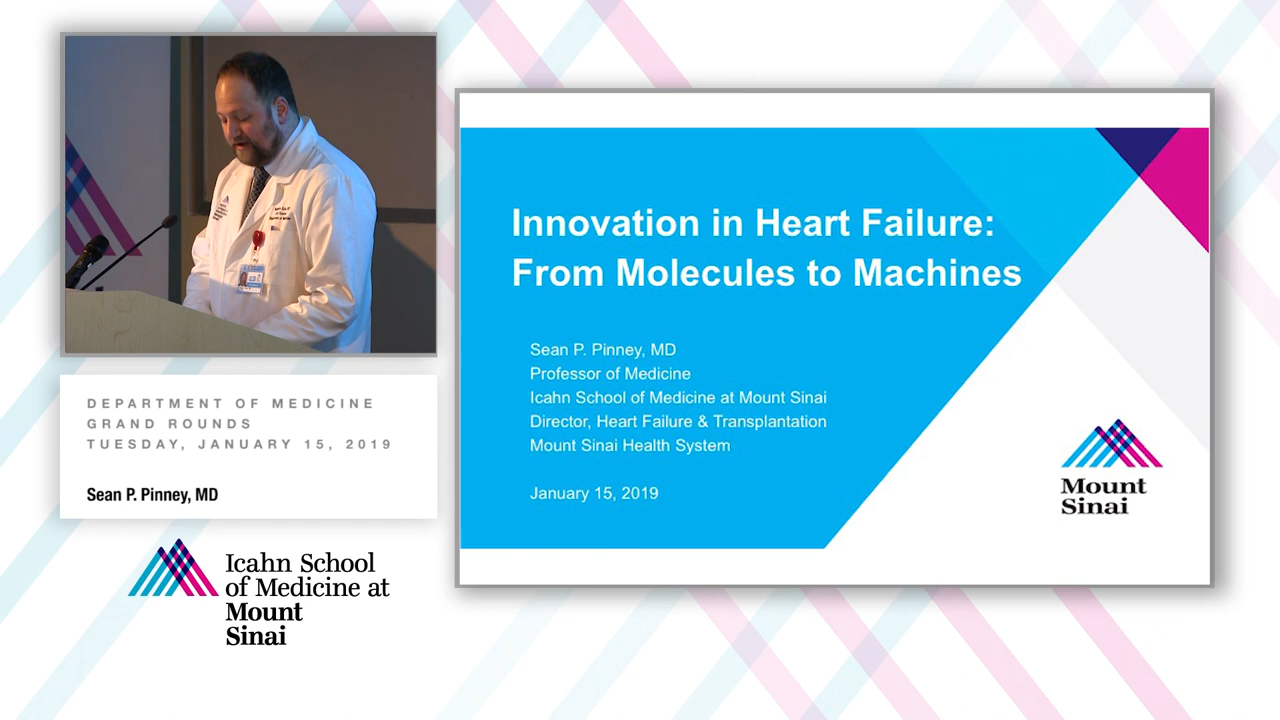 DEPARTMENT OF MEDICINE
GRAND ROUNDS
TUESDAY, JANUARY 15, 2019
Sean P. Pinney, MD
Icahn School
of Medicine at
Mount
Sinai
Innovation in Heart Failure:
From Molecules to Machines
Sean P. Pinney, MD
Professor of Medicine
Icahn School of Medicine at Mount Sinai
Director, Heart Failure & Transplantation
Mount Sinai Health System
January 15, 2019
Mount
Sinai